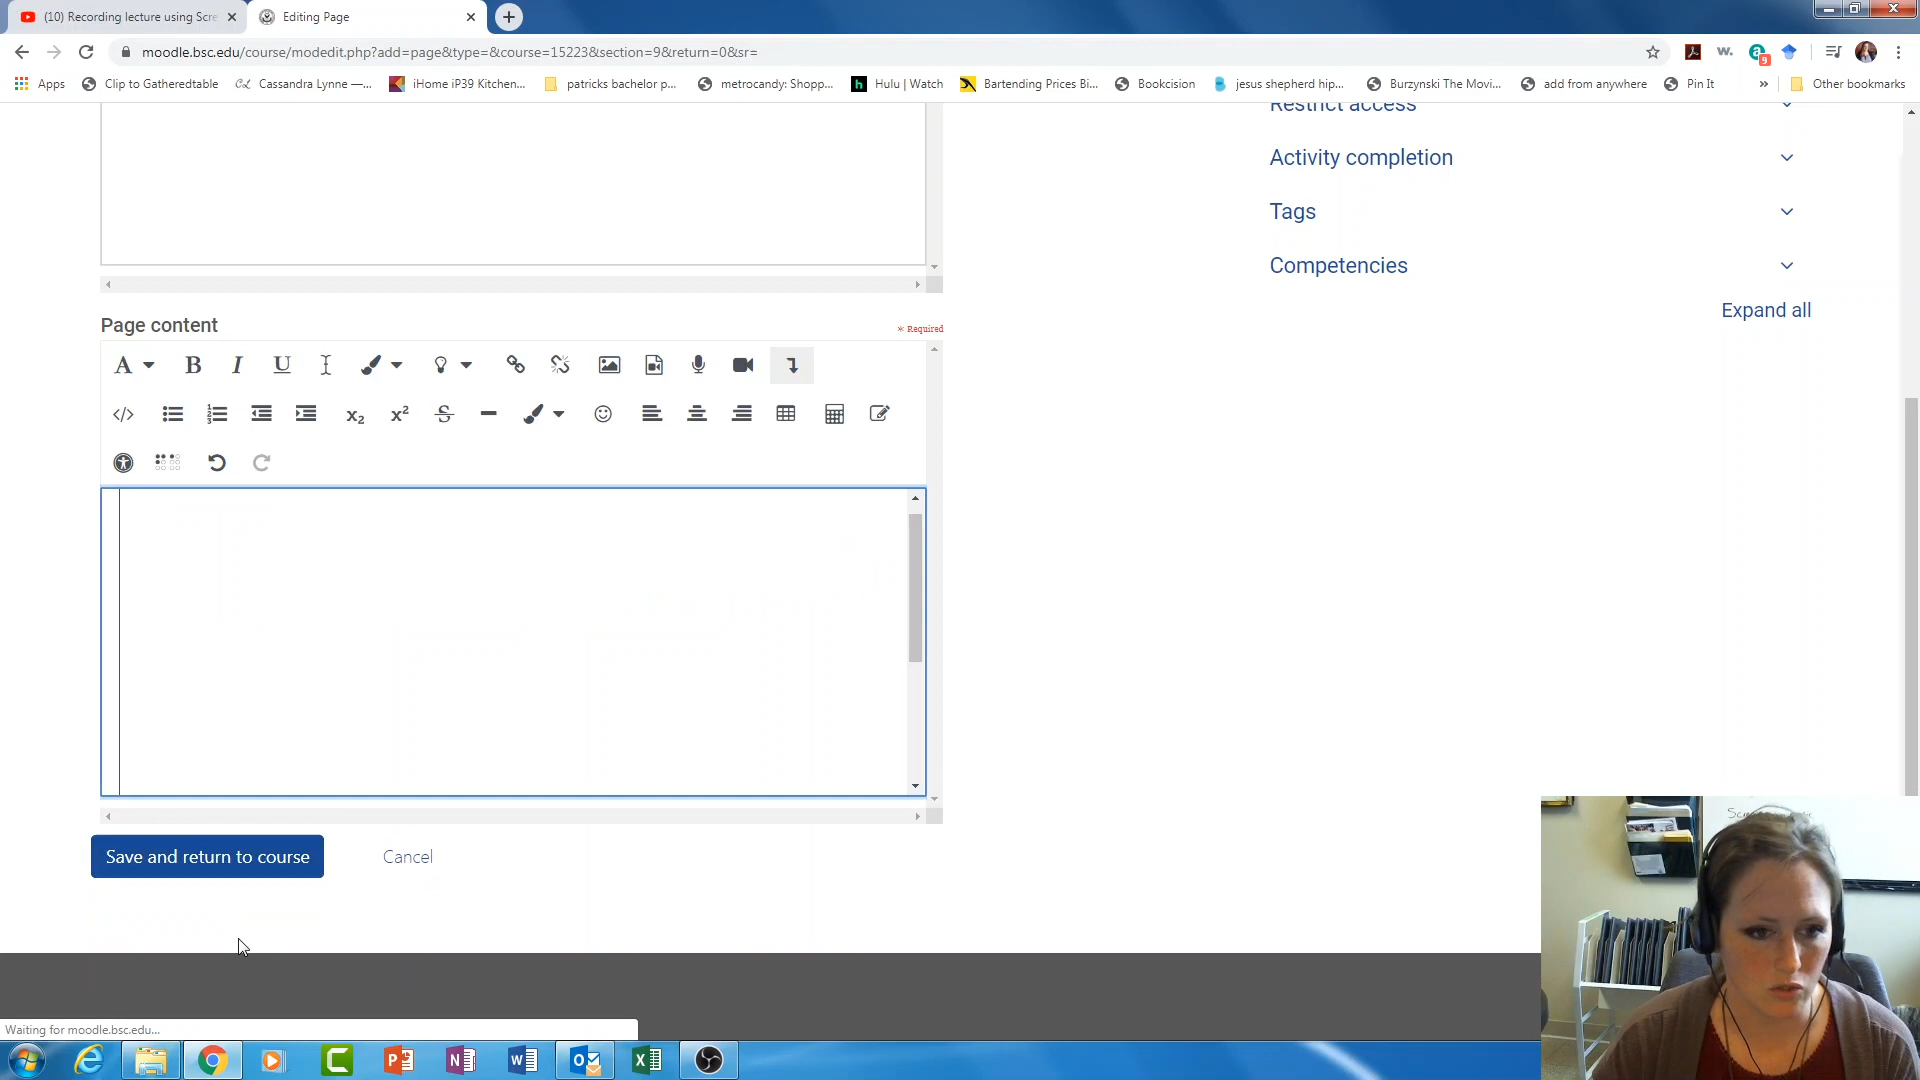 (10) Recording lecture using Scre
Editing Page
moodle.bsc.edu/course/modedit.php?add=page&type=&course=15223&section=9&return=0&sr=
w.
a
9
Apps
Clip to Gatheredtable
CL
Cassandra Lynne —...
iHome iP39 Kitchen...
patricks bachelor p...
metrocandy: Shopp...
h
Hulu | Watch
Bartending Prices Bi...
Bookcision
jesus shepherd hip...
Burzynski The Movi...
add from anywhere
Pin It
»
Other bookmarks
Restrict access
Activity completion
Tags
Competencies
Expand all
Page content
Required
A
B
I
U
</>
x₂
x²
S
Save and return to course
Cancel
Waiting for moodle.bsc.edu...